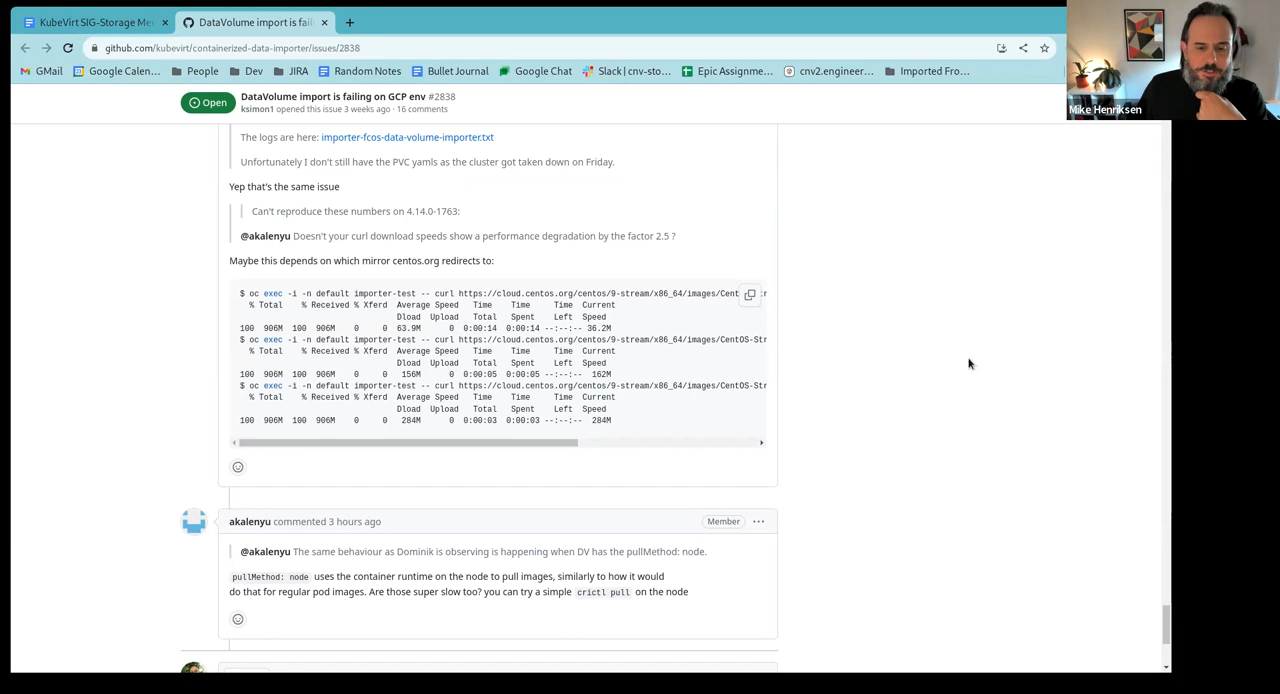 KubeVirt SIG-Storage Me
DataVolume import is fail
github.com/kubevirt/containerized-data-importer/issues/2838
GMail
Google Calen...
People
Dev
JIRA
Random Notes
Bullet Journal
Google Chat
Slack | cnv-sto...
Epic Assignme...
cnv2.engineer...
Imported Fro...
Mike Henriksen
Open
DataVolume import is failing on GCP env #2838
ksimon1 opened this issue 3 weeks ago · 16 comments
The logs are here: importer-fcos-data-volume-importer.txt
Unfortunately I don't still have the PVC yamls as the cluster got taken down on Friday.
Yep that's the same issue
Can't reproduce these numbers on 4.14.0-1763:
@akalenyu Doesn't your curl download speeds show a performance degradation by the factor 2.5 ?
Maybe this depends on which mirror centos.org redirects to:
$ oc exec -i -n default importer-test -- curl https://cloud.centos.org/centos/9-stream/x86_64/images/Cent
% Total % Received % Xferd Average Speed Time Time Time Current
Dload Upload Total Spent Left Speed
100 906M 100 906M 0 0 63.9M 0 0:00:14 0:00:14 --:--:-- 36.2M
$ oc exec -i -n default importer-test -- curl https://cloud.centos.org/centos/9-stream/x86_64/images/CentOS-Str
% Total % Received % Xferd Average Speed Time Time Time Current
Dload Upload Total Spent Left Speed
100 906M 100 906M 0 0 156M 0 0:00:05 0:00:05 --:--:-- 162M
$ oc exec -i -n default importer-test -- curl https://cloud.centos.org/centos/9-stream/x86_64/images/CentOS-Str
% Total % Received % Xferd Average Speed Time Time Time Current
Dload Upload Total Spent Left Speed
100 906M 100 906M 0 0 284M 0 0:00:03 0:00:03 --:--:-- 284M
akalenyu commented 3 hours ago
Member
@akalenyu The same behaviour as Dominik is observing is happening when DV has the pullMethod: node.
pullMethod: node uses the container runtime on the node to pull images, similarly to how it would
do that for regular pod images. Are those super slow too? you can try a simple crictl pull on the node